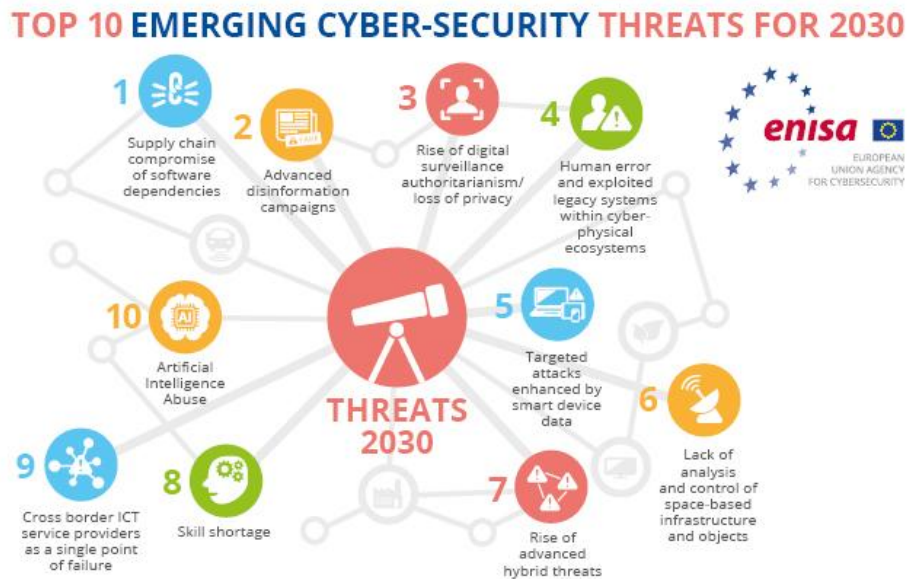 TOP 10 EMERGING CYBER-SECURITY THREATS FOR 2030
1
Supply chain
compromise
of software
dependencies
2
Advanced
disinformation
campaigns
3
Rise of digital
surveillance
authoritarianism/
loss of privacy
4
Human error
and exploited
legacy systems
within cyber-
physical
ecosystems
enisa
EUROPEAN
UNION AGENCY
FOR CYBERSECURITY
10
AI
Artificial
Intelligence
Abuse
THREATS
2030
5
Targeted
attacks
enhanced by
smart device
data
6
Lack of
analysis
and control of
space-based
infrastructure
and objects
9
Cross border ICT
service providers
as a single point
of failure
8
Skill shortage
7
Rise of
advanced
hybrid threats